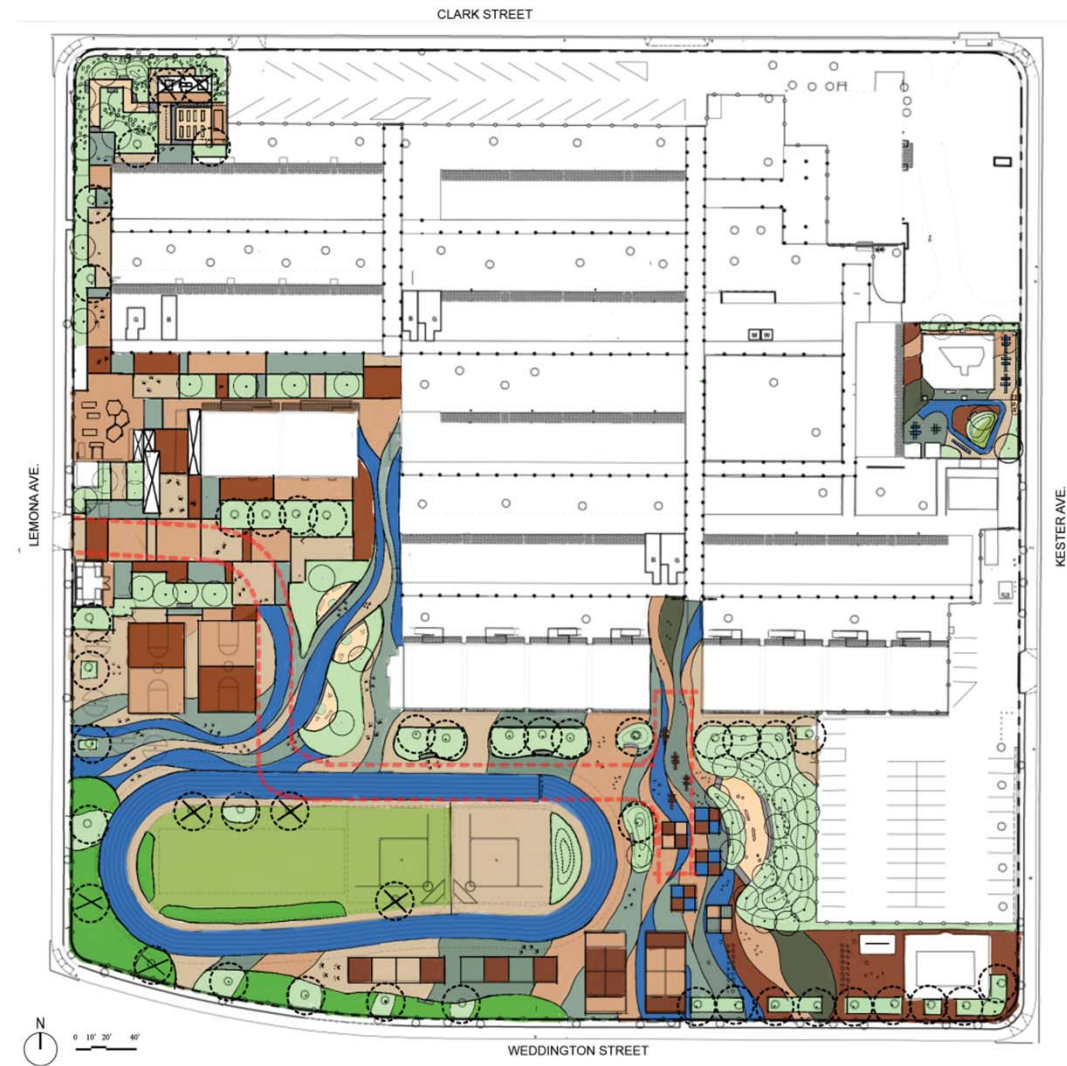 CLARK STREET
LEMONA AVE.
KESTER AVE.
M W
N
0 10' 20' 40'
WEDDINGTON STREET